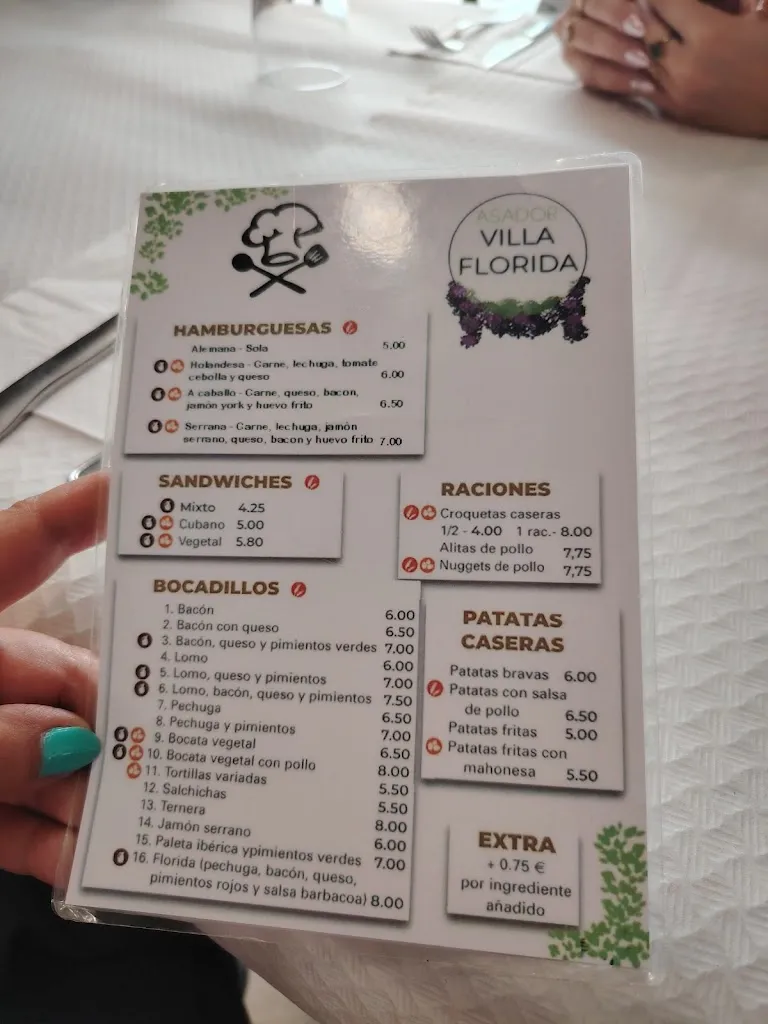 ASADOR
VILLA
FLORIDA
HAMBURGUESAS
Alemana - Sola 5.00
Holandesa - Carne, lechuga, tomate
cebolla y queso 6.00
A caballo - Carne, queso, bacon,
jamón york y huevo frito 6.50
Serrana - Carne, lechuga, jamón
serrano, queso, bacon y huevo frito 7.00
SANDWICHES
Mixto 4.25
Cubano 5.00
Vegetal 5.80
RACIONES
Croquetas caseras
1/2 - 4.00 1 rac.- 8.00
Alitas de pollo 7,75
Nuggets de pollo 7,75
BOCADILLOS
1. Bacón 6.00
2. Bacón con queso 6.50
3. Bacón, queso y pimientos verdes 7.00
4. Lomo 6.00
5. Lomo, queso y pimientos 7.00
6. Lomo, bacón, queso y pimientos 7.50
7. Pechuga 6.50
8. Pechuga y pimientos 7.00
9. Bocata vegetal 6.50
10. Bocata vegetal con pollo 8.00
11. Tortillas variadas 5.50
12. Salchichas 5.50
13. Ternera 8.00
14. Jamón serrano 6.00
15. Paleta ibérica ypimientos verdes 7.00
16. Florida (pechuga, bacón, queso,
pimientos rojos y salsa barbacoa) 8.00
PATATAS
CASERAS
Patatas bravas 6.00
Patatas con salsa
de pollo 6.50
Patatas fritas 5.00
Patatas fritas con
mahonesa 5.50
EXTRA
+ 0.75 €
por ingrediente
añadido